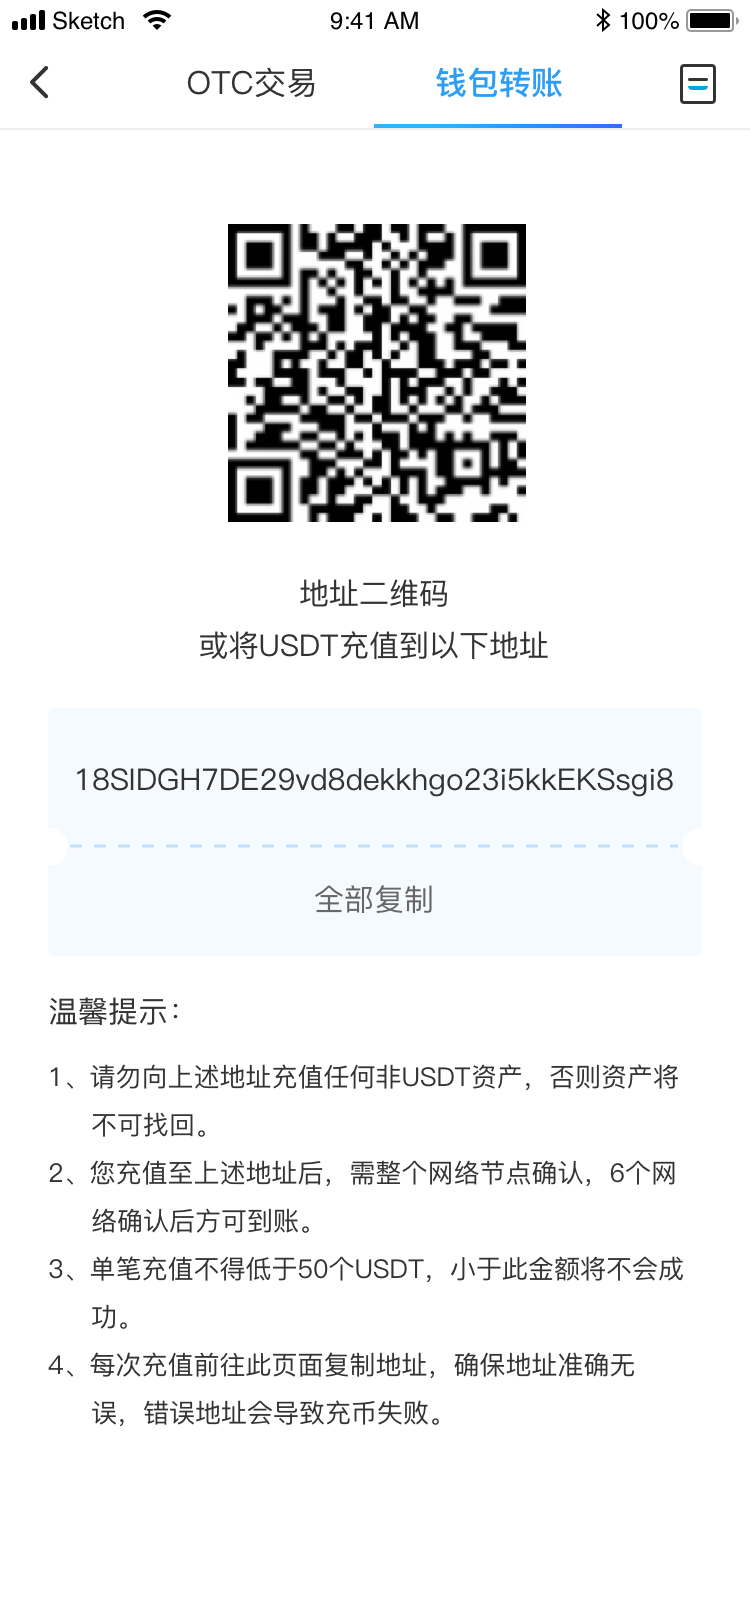 Sketch 9:41 AM 100%
OTC交易 钱包转账
地址二维码
或将USDT充值到以下地址
18SIDGH7DE29vd8dekkhgo23i5kkEKSsgi8
全部复制
温馨提示：
1、请勿向上述地址充值任何非USDT资产，否则资产将
不可找回。
2、您充值至上述地址后，需整个网络节点确认，6个网
络确认后方可到账。
3、单笔充值不得低于50个USDT，小于此金额将不会成
功。
4、每次充值前往此页面复制地址，确保地址准确无
误，错误地址会导致充币失败。